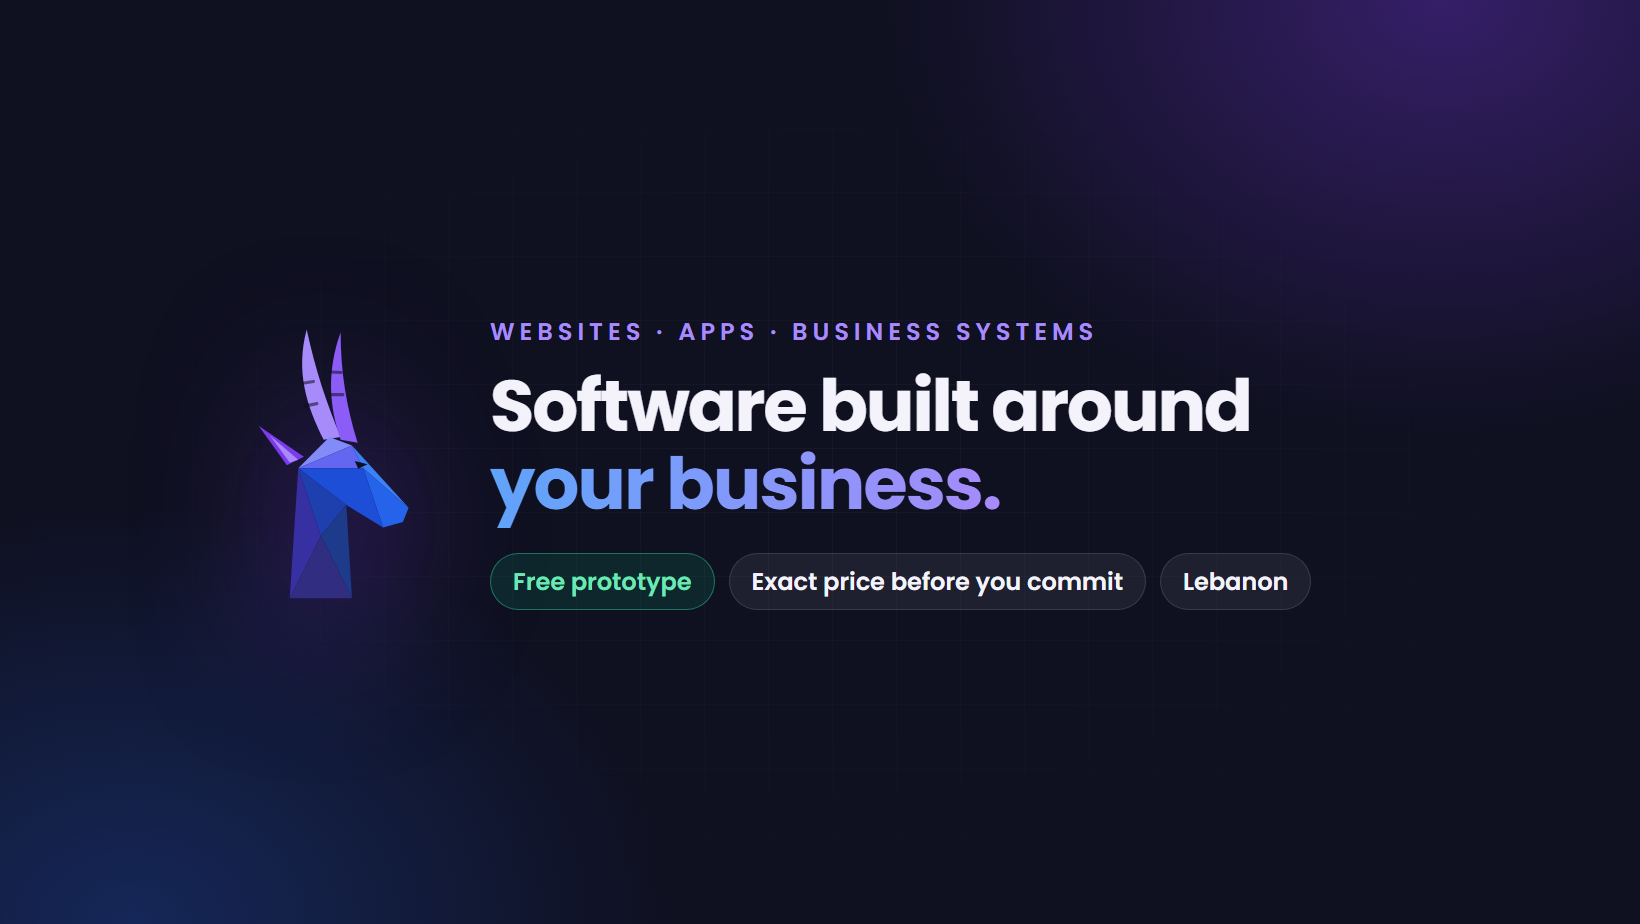 WEBSITES · APPS · BUSINESS SYSTEMS
Software built around
your business.
Free prototype
Exact price before you commit
Lebanon